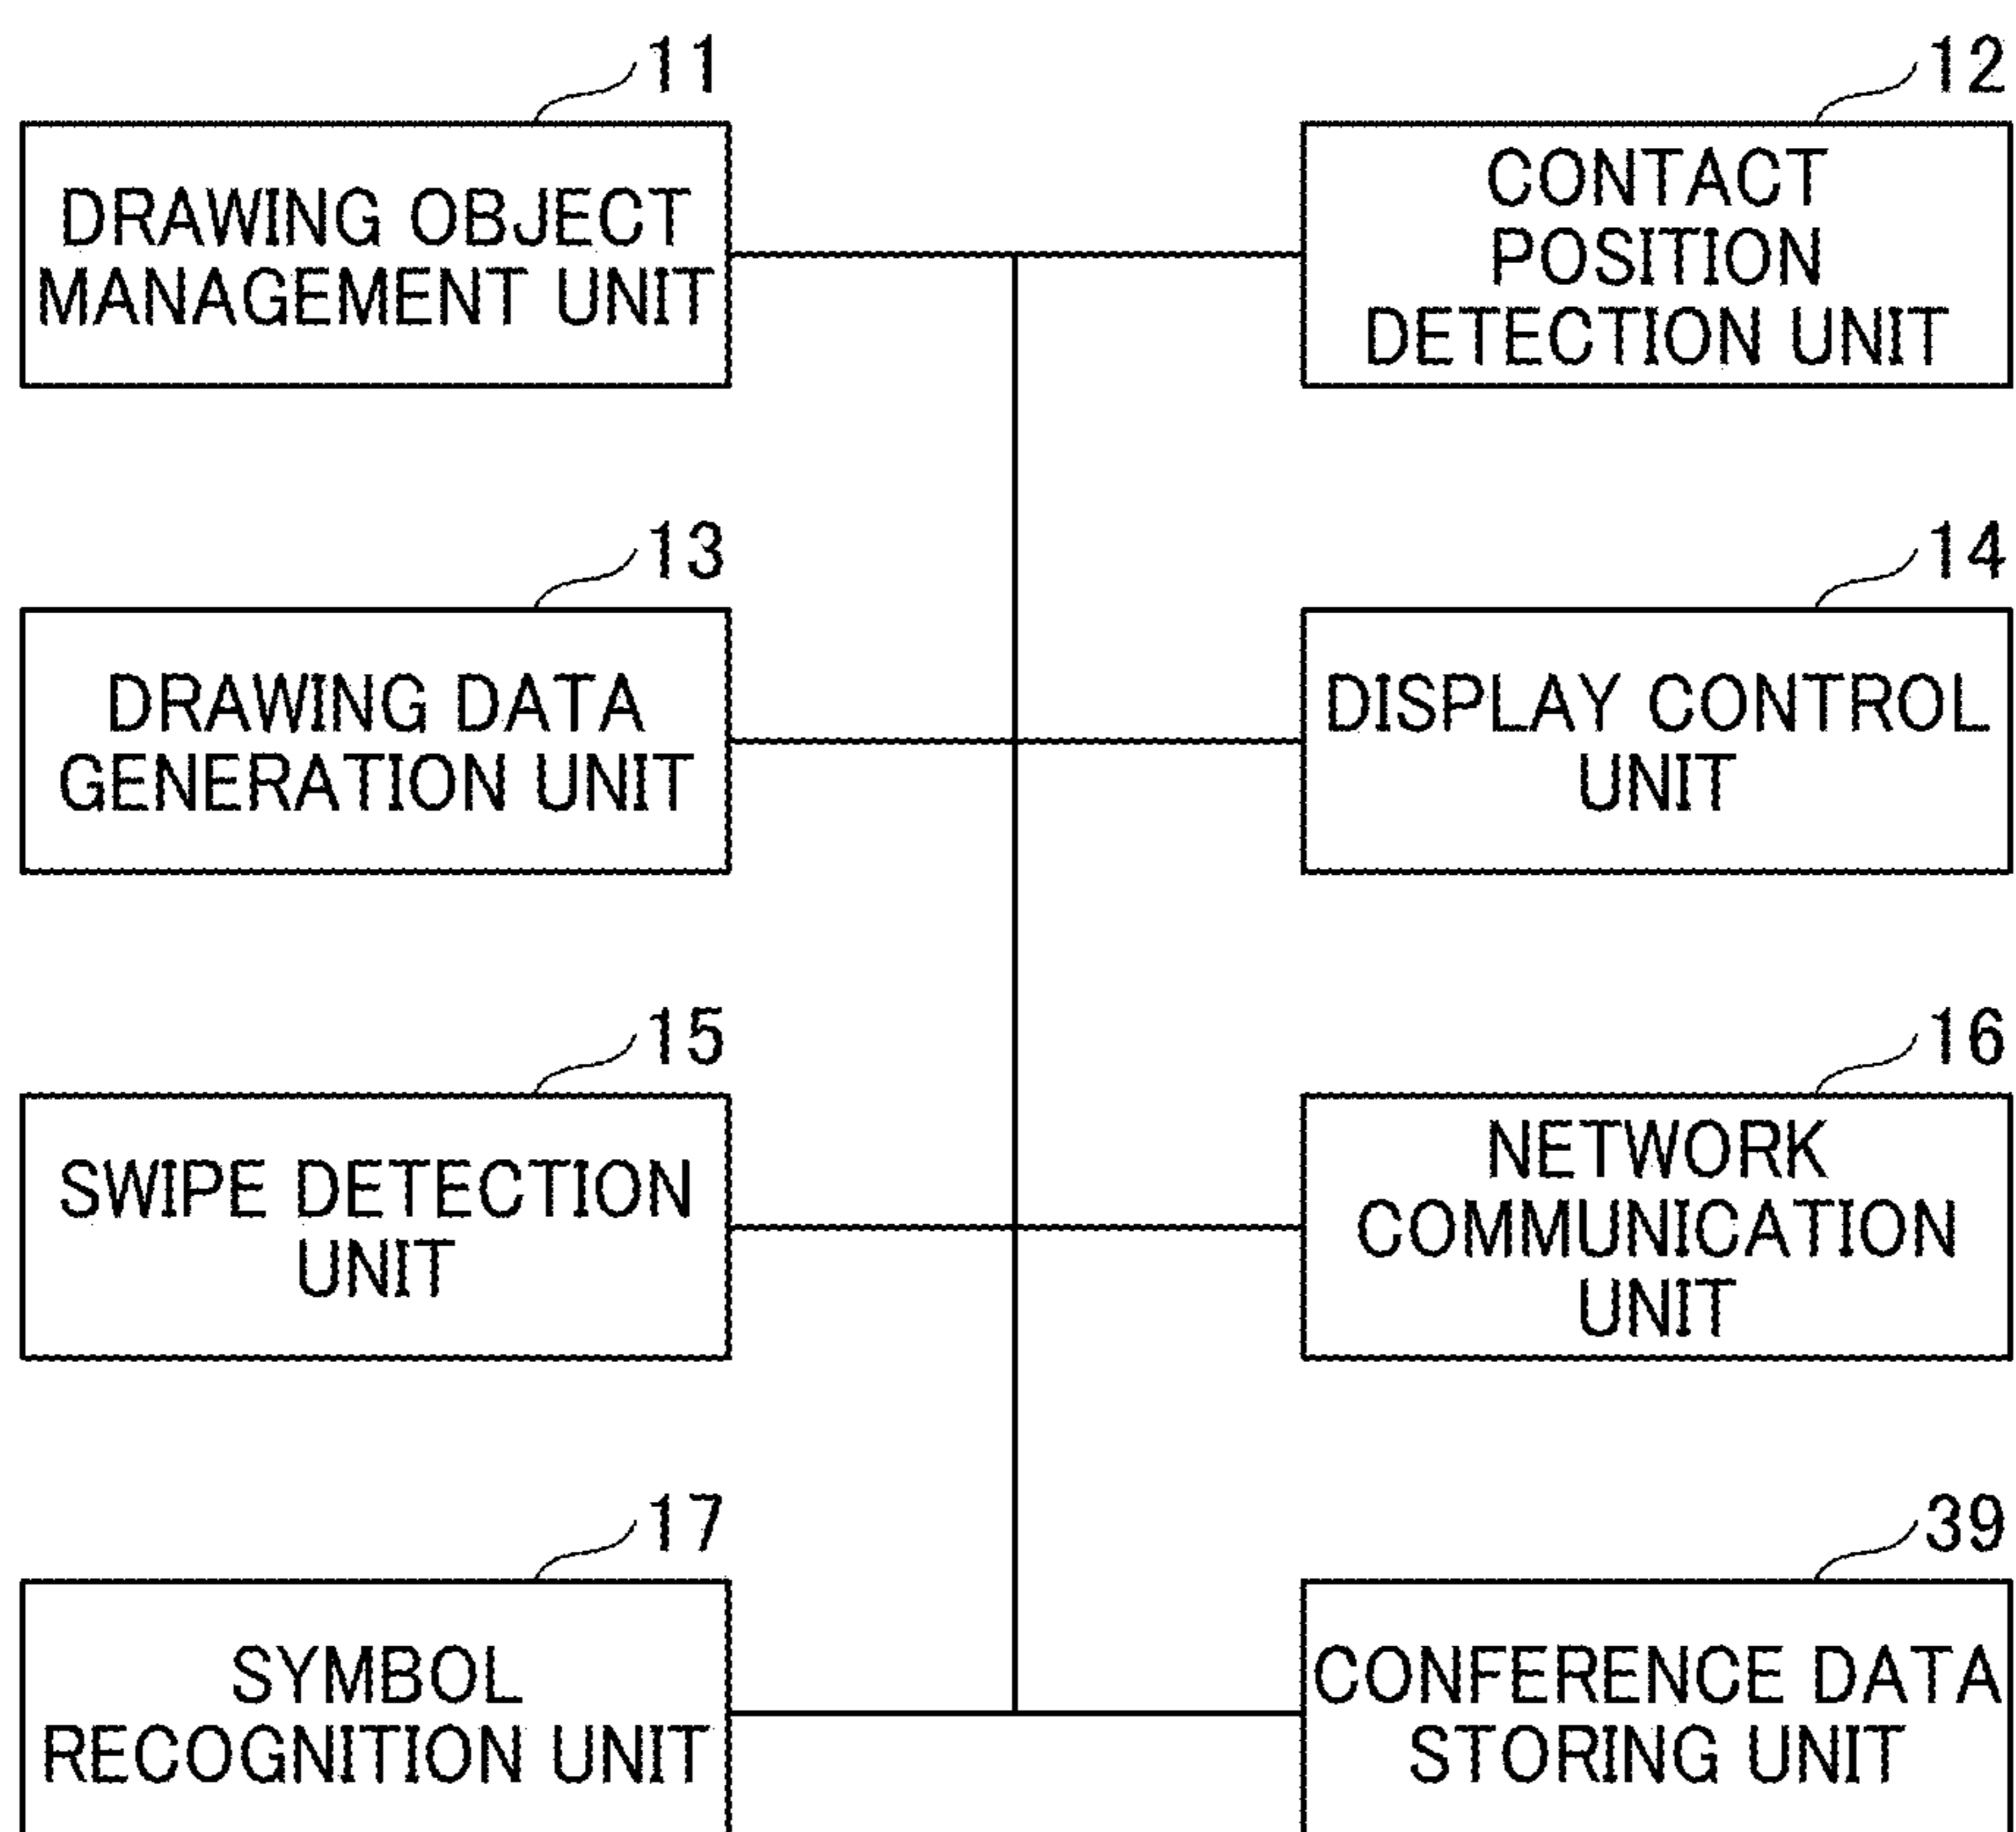 11
DRAWING OBJECT
MANAGEMENT UNIT
12
CONTACT
POSITION
DETECTION UNIT
13
DRAWING DATA
GENERATION UNIT
14
DISPLAY CONTROL
UNIT
15
SWIPE DETECTION
UNIT
16
NETWORK
COMMUNICATION
UNIT
17
SYMBOL
RECOGNITION UNIT
39
CONFERENCE DATA
STORING UNIT